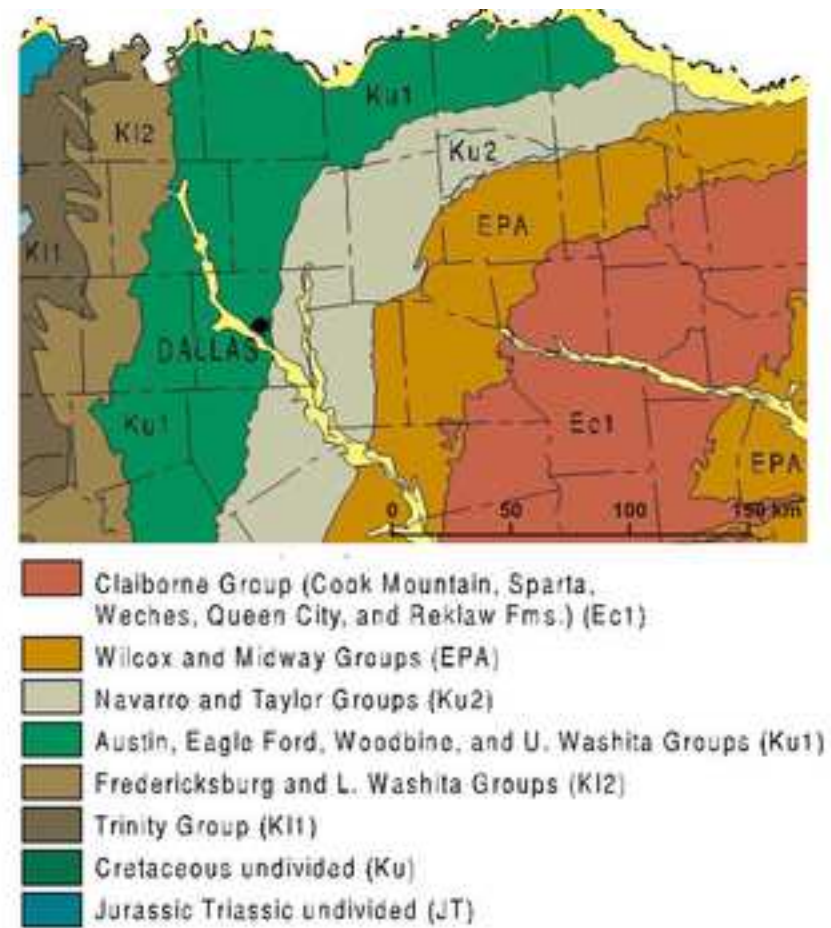 Ku1
Kl2
Ku2
EPA
Kl1
DALLAS
Ku1
Ec1
EPA
0 50 100 150 km
Claiborne Group (Cook Mountain, Sparta,
Weches, Queen City, and Reklaw Fms.) (Ec1)
Wilcox and Midway Groups (EPA)
Navarro and Taylor Groups (Ku2)
Austin, Eagle Ford, Woodbine, and U. Washita Groups (Ku1)
Fredericksburg and L. Washita Groups (Kl2)
Trinity Group (Kl1)
Cretaceous undivided (Ku)
Jurassic Triassic undivided (JT)